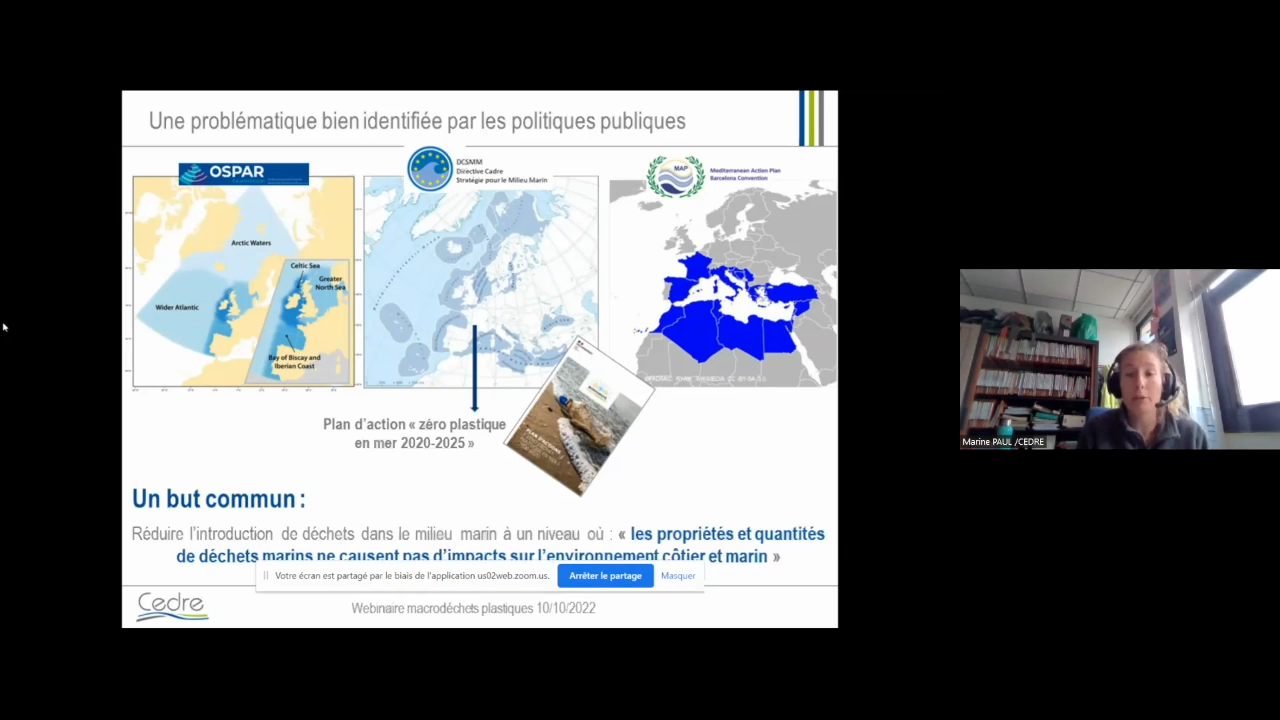 Une problématique bien identifiée par les politiques publiques
OSPAR
DCSMM
Directive Cadre
Stratégie pour le Milieu Marin
MAP
Mediterranean Action Plan
Barcelona Convention
Arctic Waters
Celtic Sea
Greater
North Sea
Wider Atlantic
Bay of Biscay and
Iberian Coast
Plan d'action « zéro plastique
en mer 2020-2025 »
PLAN D'ACTIONS
Un but commun :
Réduire l'introduction de déchets dans le milieu marin à un niveau où : « les propriétés et quantités
de déchets marins ne causent pas d'impacts sur l'environnement côtier et marin »
Votre écran est partagé par le biais de l'application us02web.zoom.us.
Arrêter le partage
Masquer
Cedre
Webinaire macrodéchets plastiques 10/10/2022
Marine PAUL /CEDRE